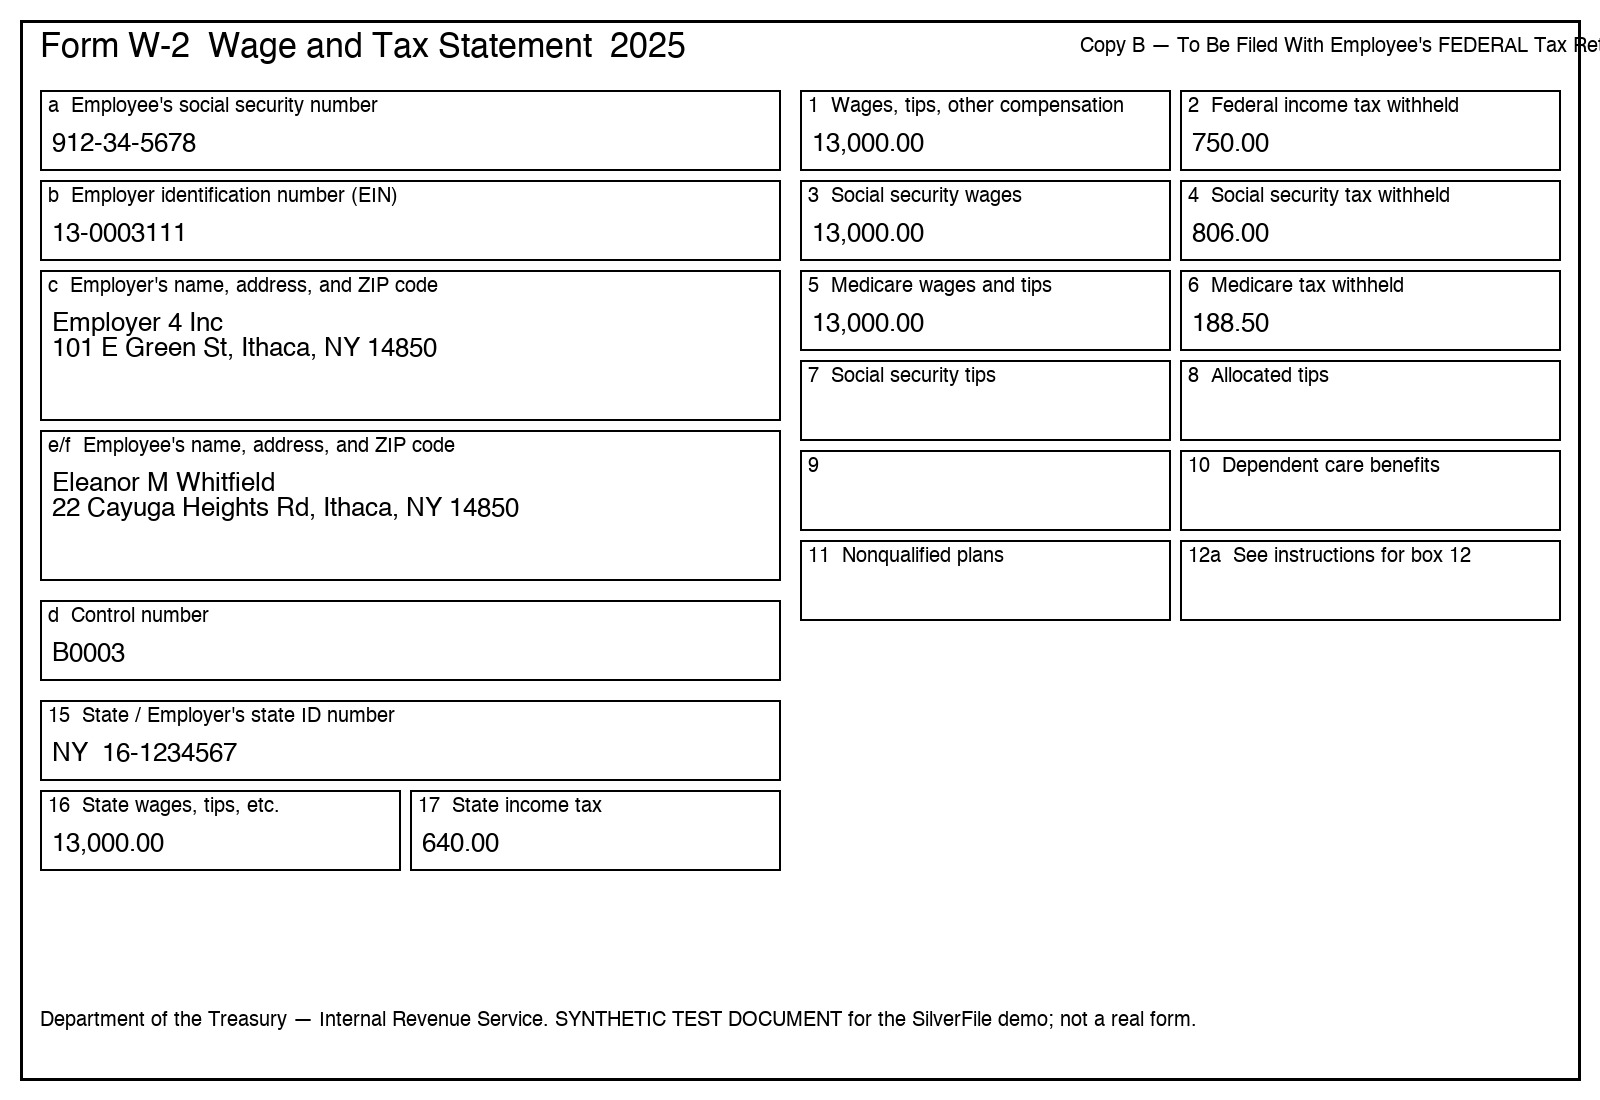 Form W-2  Wage and Tax Statement  2025
Copy B — To Be Filed With Employee's FEDERAL Tax
a  Employee's social security number
912-34-5678
b  Employer identification number (EIN)
13-0003111
c  Employer's name, address, and ZIP code
Employer 4 Inc
101 E Green St, Ithaca, NY 14850
e/f  Employee's name, address, and ZIP code
Eleanor M Whitfield
22 Cayuga Heights Rd, Ithaca, NY 14850
d  Control number
B0003
15  State / Employer's state ID number
NY  16-1234567
16  State wages, tips, etc.
13,000.00
17  State income tax
640.00
1  Wages, tips, other compensation
13,000.00
2  Federal income tax withheld
750.00
3  Social security wages
13,000.00
4  Social security tax withheld
806.00
5  Medicare wages and tips
13,000.00
6  Medicare tax withheld
188.50
7  Social security tips
8  Allocated tips
9
10  Dependent care benefits
11  Nonqualified plans
12a  See instructions for box 12
Department of the Treasury — Internal Revenue Service. SYNTHETIC TEST DOCUMENT for the SilverFile demo; not a real form.